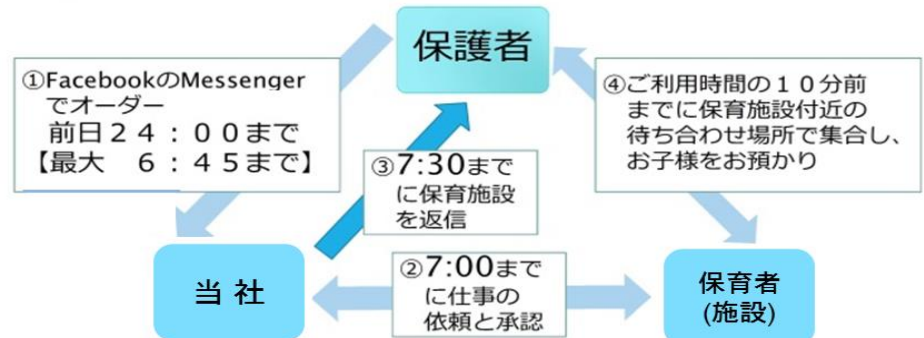 保護者
①FacebookのMessenger
でオーダー
前日２４：００まで
【最大　６：４５まで】
④ご利用時間の１０分前
までに保育施設付近の
待ち合わせ場所で集合し、
お子様をお預かり
③7:30まで
に保育施設
を返信
当 社
②7:00まで
に仕事の
依頼と承認
保育者
(施設)